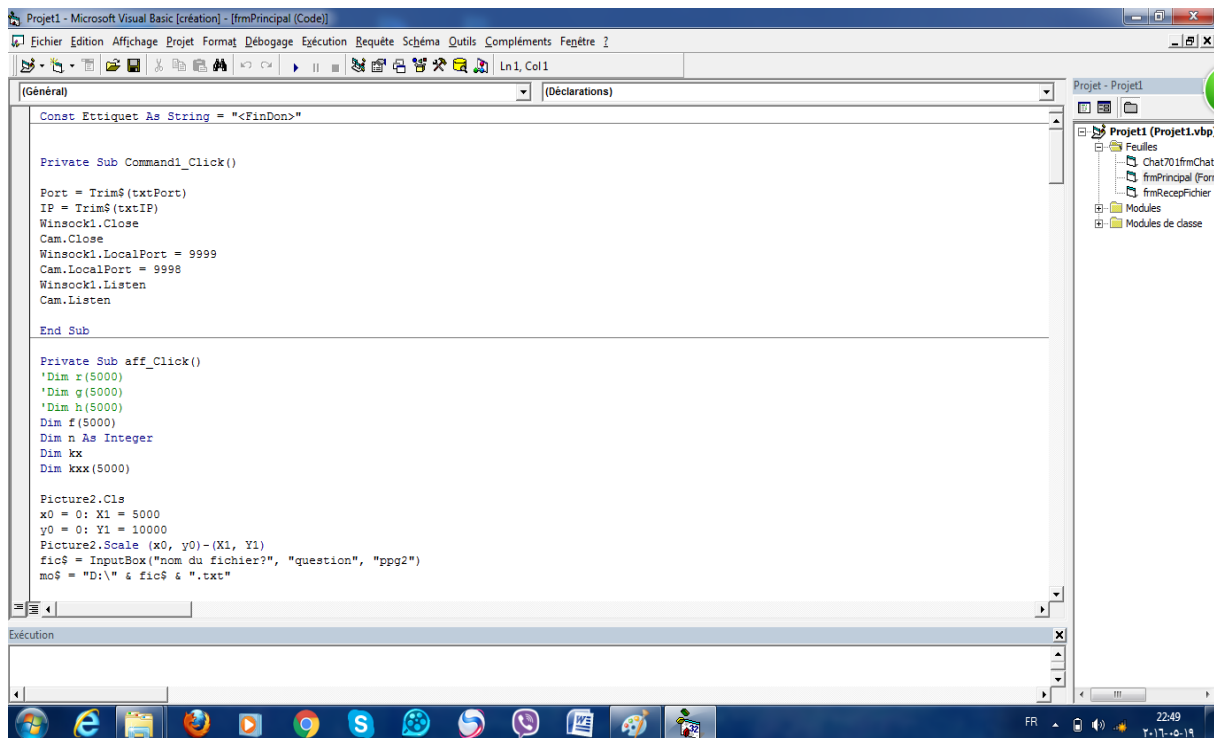 Projet1 - Microsoft Visual Basic [création] - [frmPrincipal (Code)]
Fichier Edition Affichage Projet Format Débogage Exécution Requête Schéma Outils Compléments Fenêtre ?
Ln 1, Col 1
(Général) (Déclarations)
Const Ettiquet As String = "<FinDon>"
Private Sub Command1_Click()
Port = Trim$(txtPort)
IP = Trim$(txtIP)
Winsock1.Close
Cam.Close
Winsock1.LocalPort = 9999
Cam.LocalPort = 9998
Winsock1.Listen
Cam.Listen
End Sub
Private Sub aff_Click()
'Dim r(5000)
'Dim g(5000)
'Dim h(5000)
Dim f(5000)
Dim n As Integer
Dim kx
Dim kxx(5000)
Picture2.Cls
x0 = 0: X1 = 5000
y0 = 0: Y1 = 10000
Picture2.Scale (x0, y0)-(X1, Y1)
fic$ = InputBox("nom du fichier?", "question", "ppg2")
mo$ = "D:\" & fic$ & ".txt"
Exécution
Projet - Projet1
Projet1 (Projet1.vbp)
Feuilles
Chat701frmChat
frmPrincipal (For
frmRecepFichier
Modules
Modules de classe
FR
22:49
٢٠١٦-٠٥-١٩